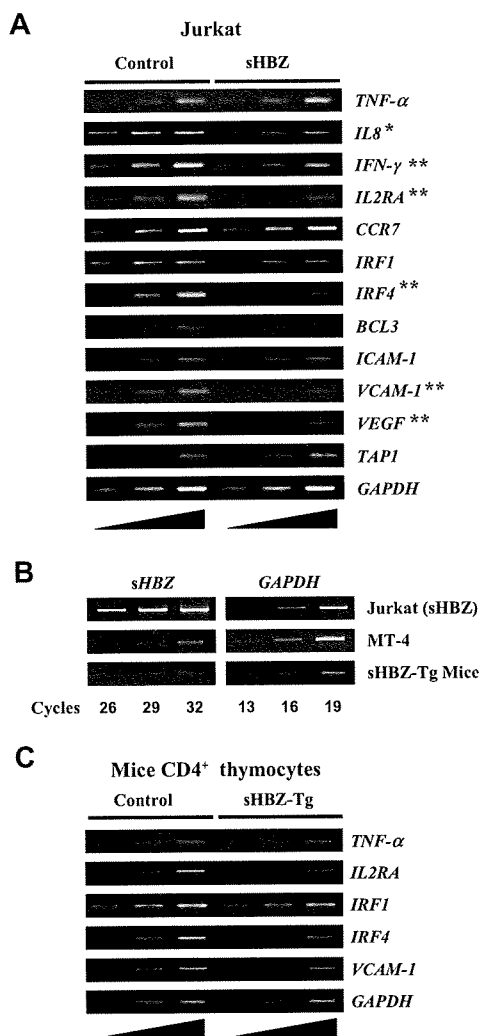 A
Jurkat
Control sHBZ
TNF-α
IL8 *
IFN-γ **
IL2RA **
CCR7
IRF1
IRF4 **
BCL3
ICAM-1
VCAM-1 **
VEGF **
TAP1
GAPDH
B
sHBZ GAPDH
Jurkat (sHBZ)
MT-4
sHBZ-Tg Mice
Cycles 26 29 32 13 16 19
C
Mice CD4+ thymocytes
Control sHBZ-Tg
TNF-α
IL2RA
IRF1
IRF4
VCAM-1
GAPDH